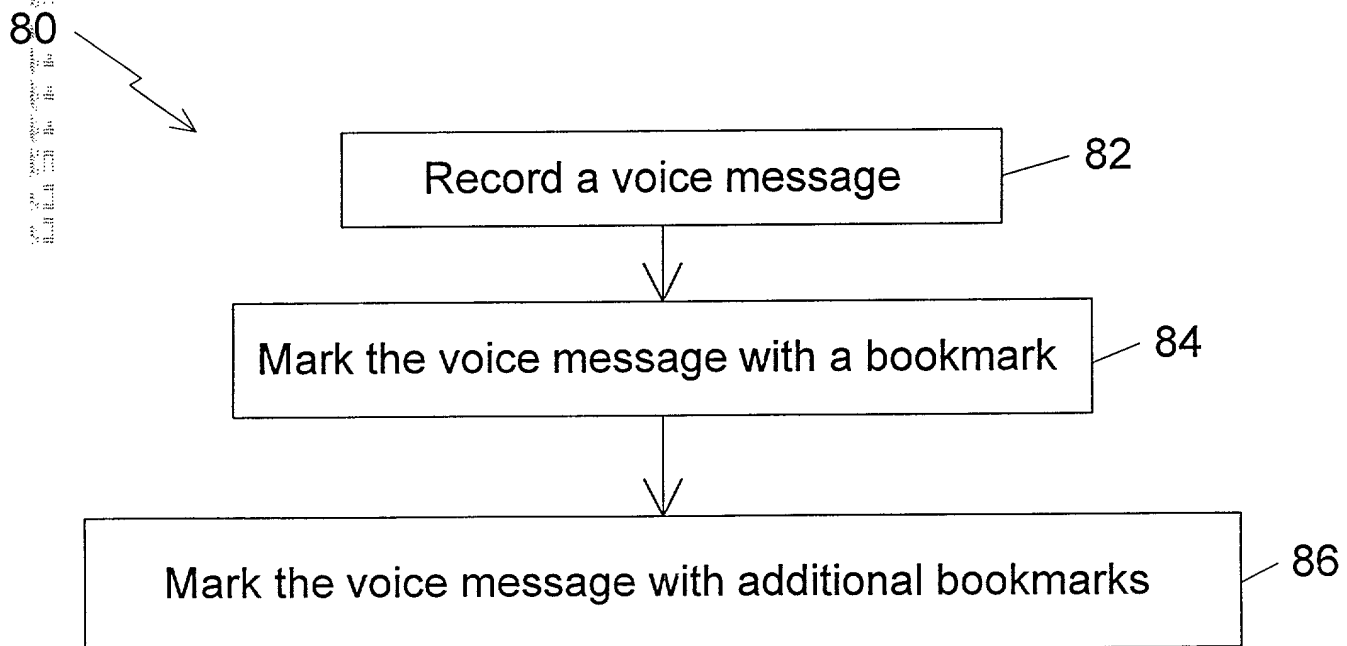 80
Record a voice message
82
Mark the voice message with a bookmark
84
Mark the voice message with additional bookmarks
86